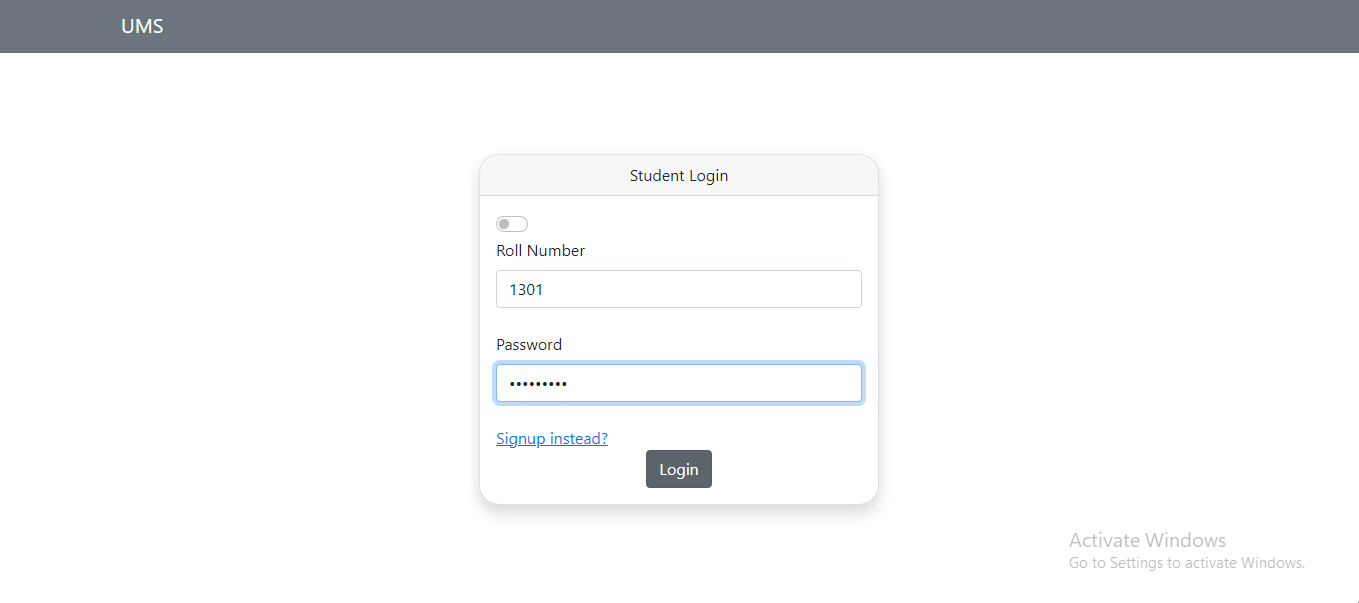 UMS
Student Login
Roll Number
1301
Password
•••••••••
Signup instead?
Login
Activate Windows
Go to Settings to activate Windows.